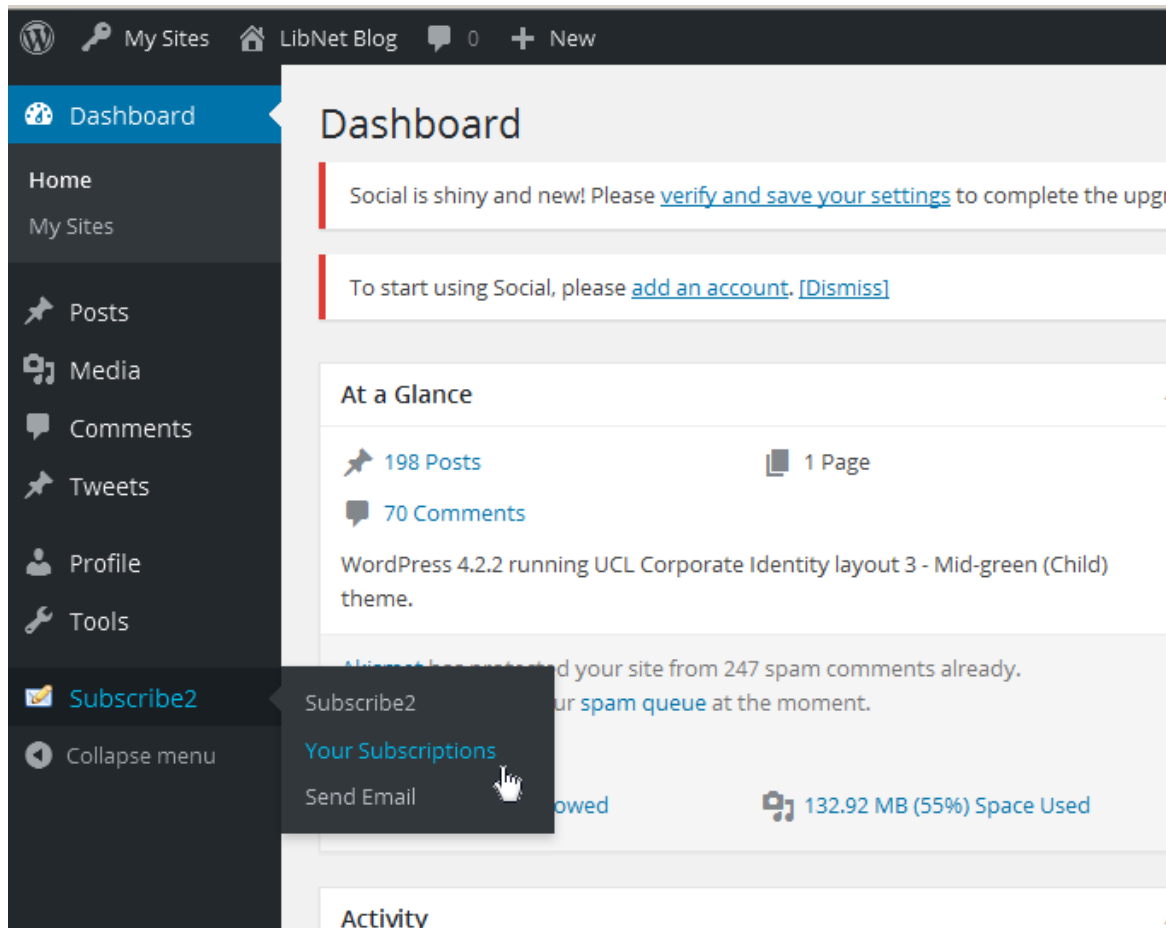 My Sites LibNet Blog 0 New
Dashboard
Home
My Sites
Posts
Media
Comments
Tweets
Profile
Tools
Subscribe2
Collapse menu
Subscribe2
Your Subscriptions
Send Email
Dashboard
Social is shiny and new! Please verify and save your settings to complete the
To start using Social, please add an account. [Dismiss]
At a Glance
198 Posts 1 Page
70 Comments
WordPress 4.2.2 running UCL Corporate Identity layout 3 - Mid-green (Child)
theme.
your site from 247 spam comments already.
spam queue at the moment.
132.92 MB (55%) Space Used
Activity